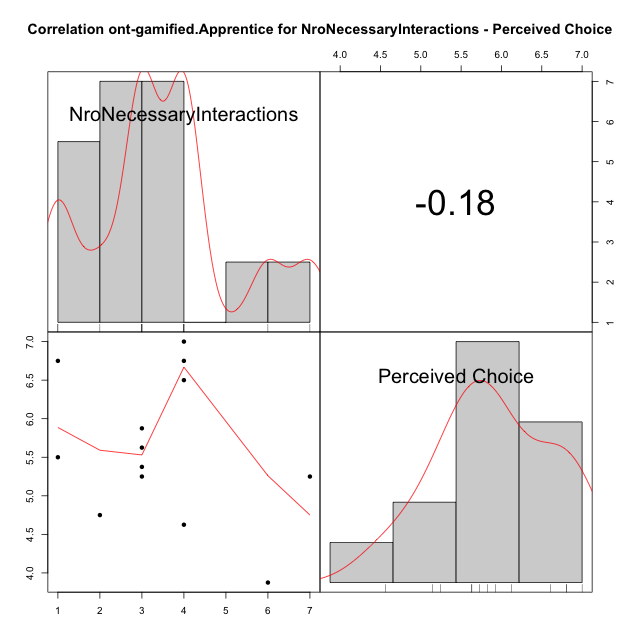 Correlation ont-gamified.Apprentice for NroNecessaryInteractions - Perceived Choice
4.0 4.5 5.0 5.5 6.0 6.5 7.0
NroNecessaryInteractions
-0.18
1 2 3 4 5 6 7
4.0 4.5 5.0 5.5 6.0 6.5 7.0
Perceived Choice
1 2 3 4 5 6 7